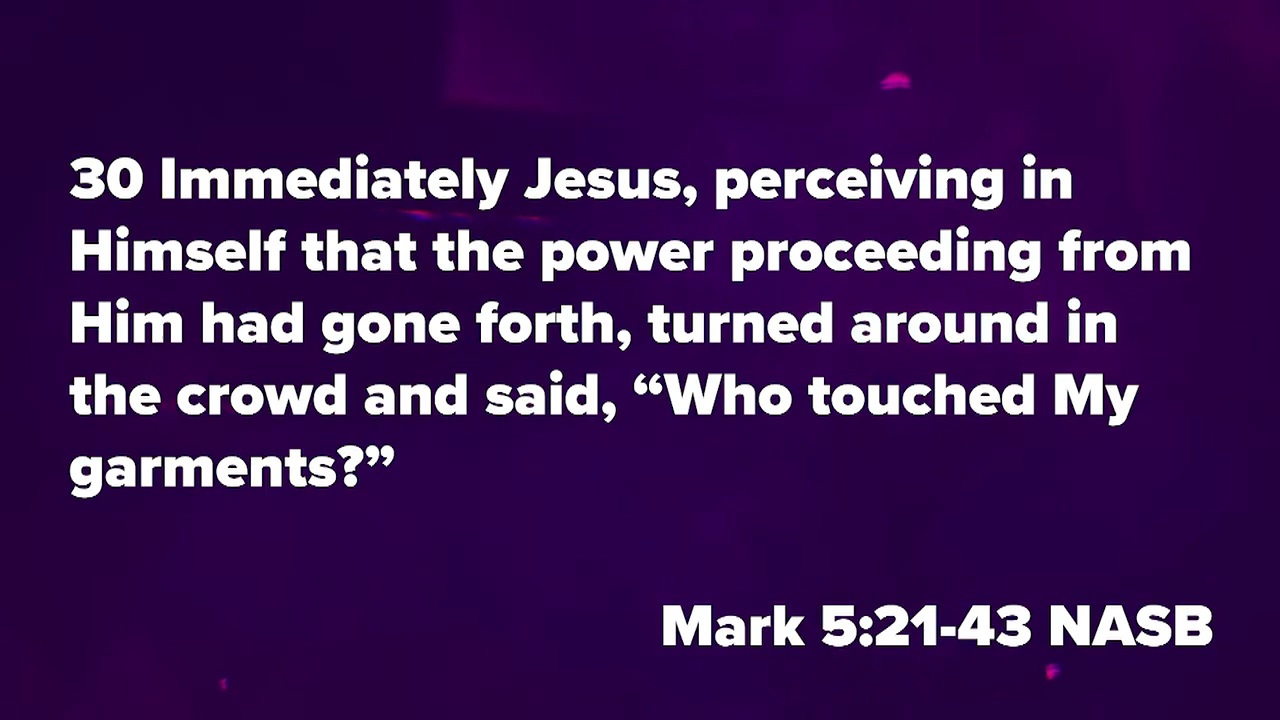 30 Immediately Jesus, perceiving in
Himself that the power proceeding from
Him had gone forth, turned around in
the crowd and said, “Who touched My
garments?”
Mark 5:21-43 NASB